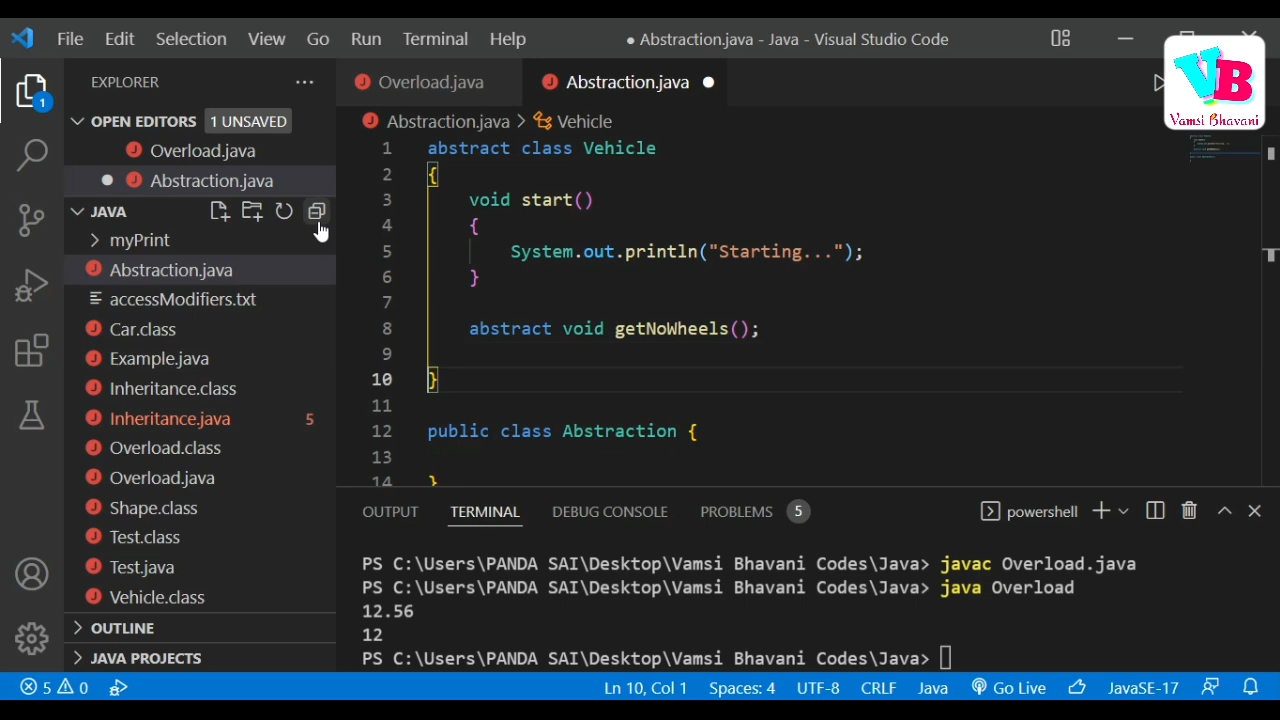 File Edit Selection View Go Run Terminal Help ● Abstraction.java - Java - Visual Studio Code
VB
Vamsi Bhavani
EXPLORER ...
1
OPEN EDITORS 1 UNSAVED
Overload.java
● Abstraction.java
JAVA
myPrint
Abstraction.java
accessModifiers.txt
Car.class
Example.java
Inheritance.class
Inheritance.java 5
Overload.class
Overload.java
Shape.class
Test.class
Test.java
Vehicle.class
OUTLINE
JAVA PROJECTS
Overload.java Abstraction.java ●
Abstraction.java > Vehicle
1 abstract class Vehicle
2 {
3 void start()
4 {
5 System.out.println("Starting...");
6 }
7
8 abstract void getNoWheels();
9
10 }
11
12 public class Abstraction {
13
14 }
OUTPUT TERMINAL DEBUG CONSOLE PROBLEMS 5 powershell
PS C:\Users\PANDA SAI\Desktop\Vamsi Bhavani Codes\Java> javac Overload.java
PS C:\Users\PANDA SAI\Desktop\Vamsi Bhavani Codes\Java> java Overload
12.56
12
PS C:\Users\PANDA SAI\Desktop\Vamsi Bhavani Codes\Java>
5 0 Ln 10, Col 1 Spaces: 4 UTF-8 CRLF Java Go Live JavaSE-17